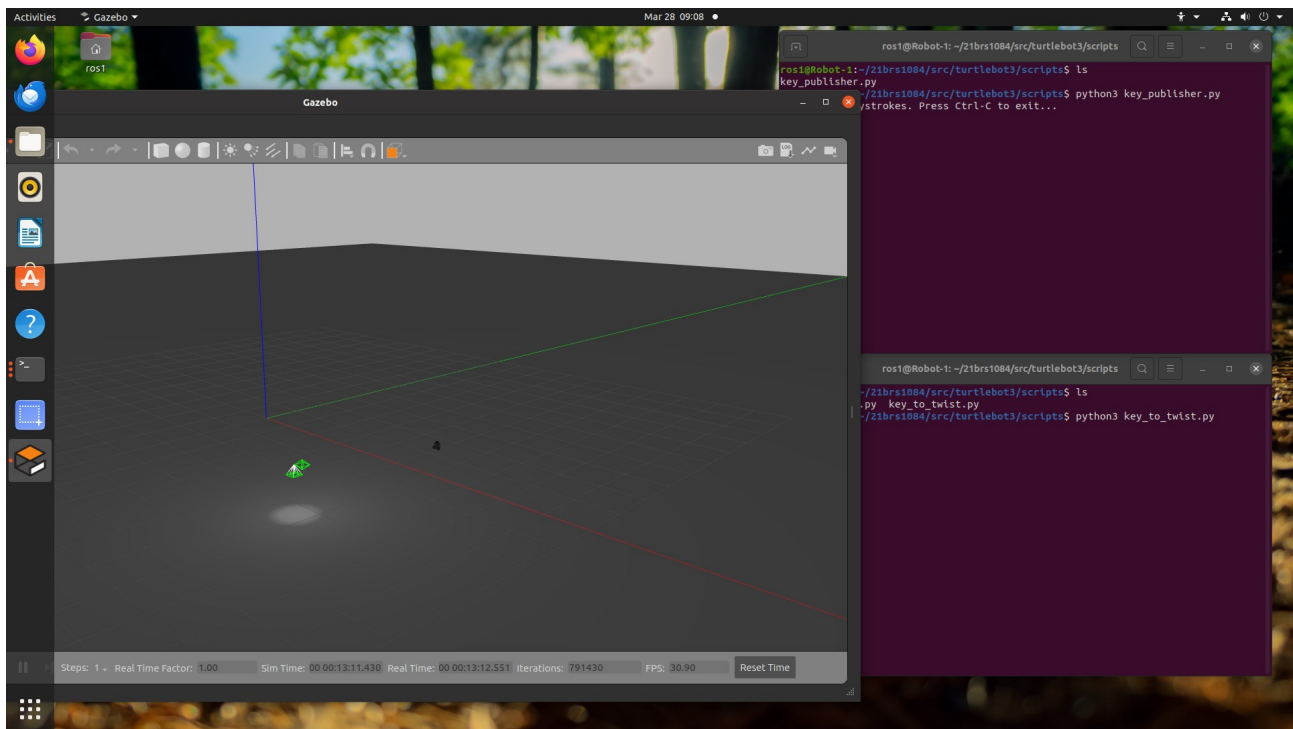 Activities Gazebo Mar 28 09:08
ros1
Gazebo
ros1@Robot-1: ~/21brs1084/src/turtlebot3/scripts
ros1@Robot-1:~/21brs1084/src/turtlebot3/scripts$ ls
key_publisher.py
~/21brs1084/src/turtlebot3/scripts$ python3 key_publisher.py
ystrokes. Press Ctrl-C to exit...
ros1@Robot-1: ~/21brs1084/src/turtlebot3/scripts
~/21brs1084/src/turtlebot3/scripts$ ls
.py key_to_twist.py
~/21brs1084/src/turtlebot3/scripts$ python3 key_to_twist.py
Steps: 1 Real Time Factor: 1.00 Sim Time: 00 00:13:11.430 Real Time: 00 00:13:12.551 Iterations: 791430 FPS: 30.90 Reset Time